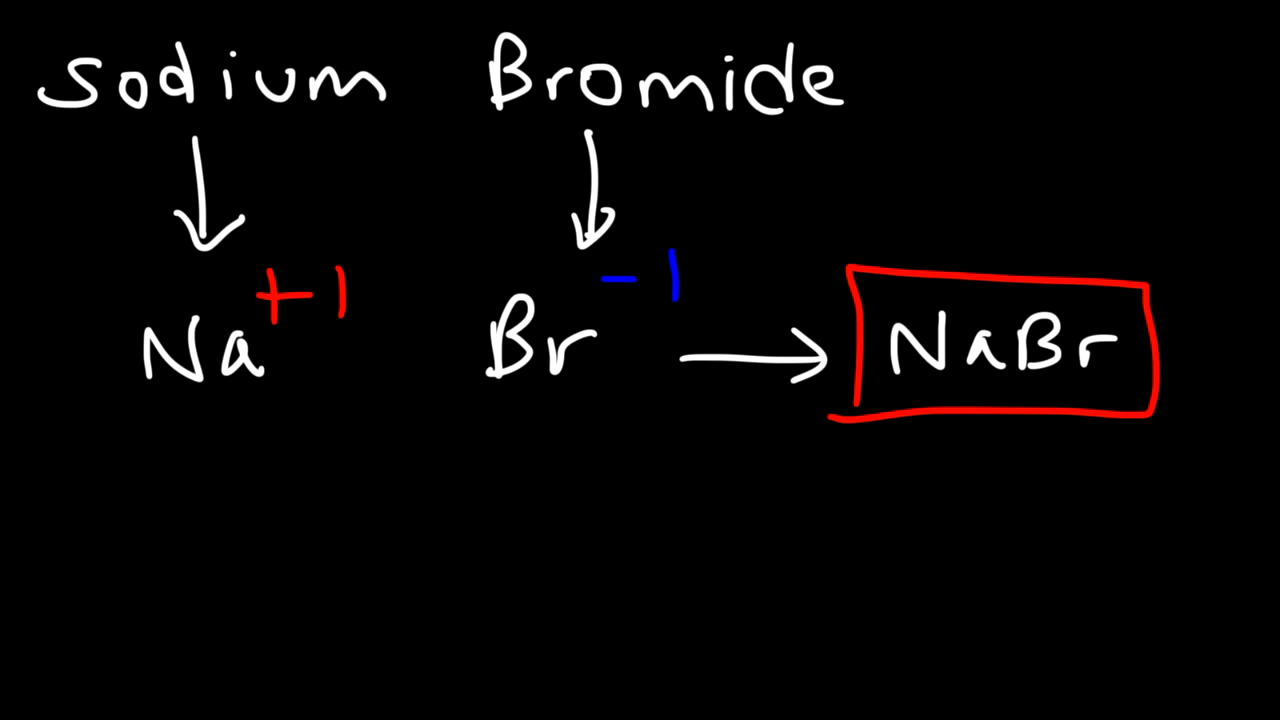 Sodium Bromide
Na+1 Br-1 → NaBr